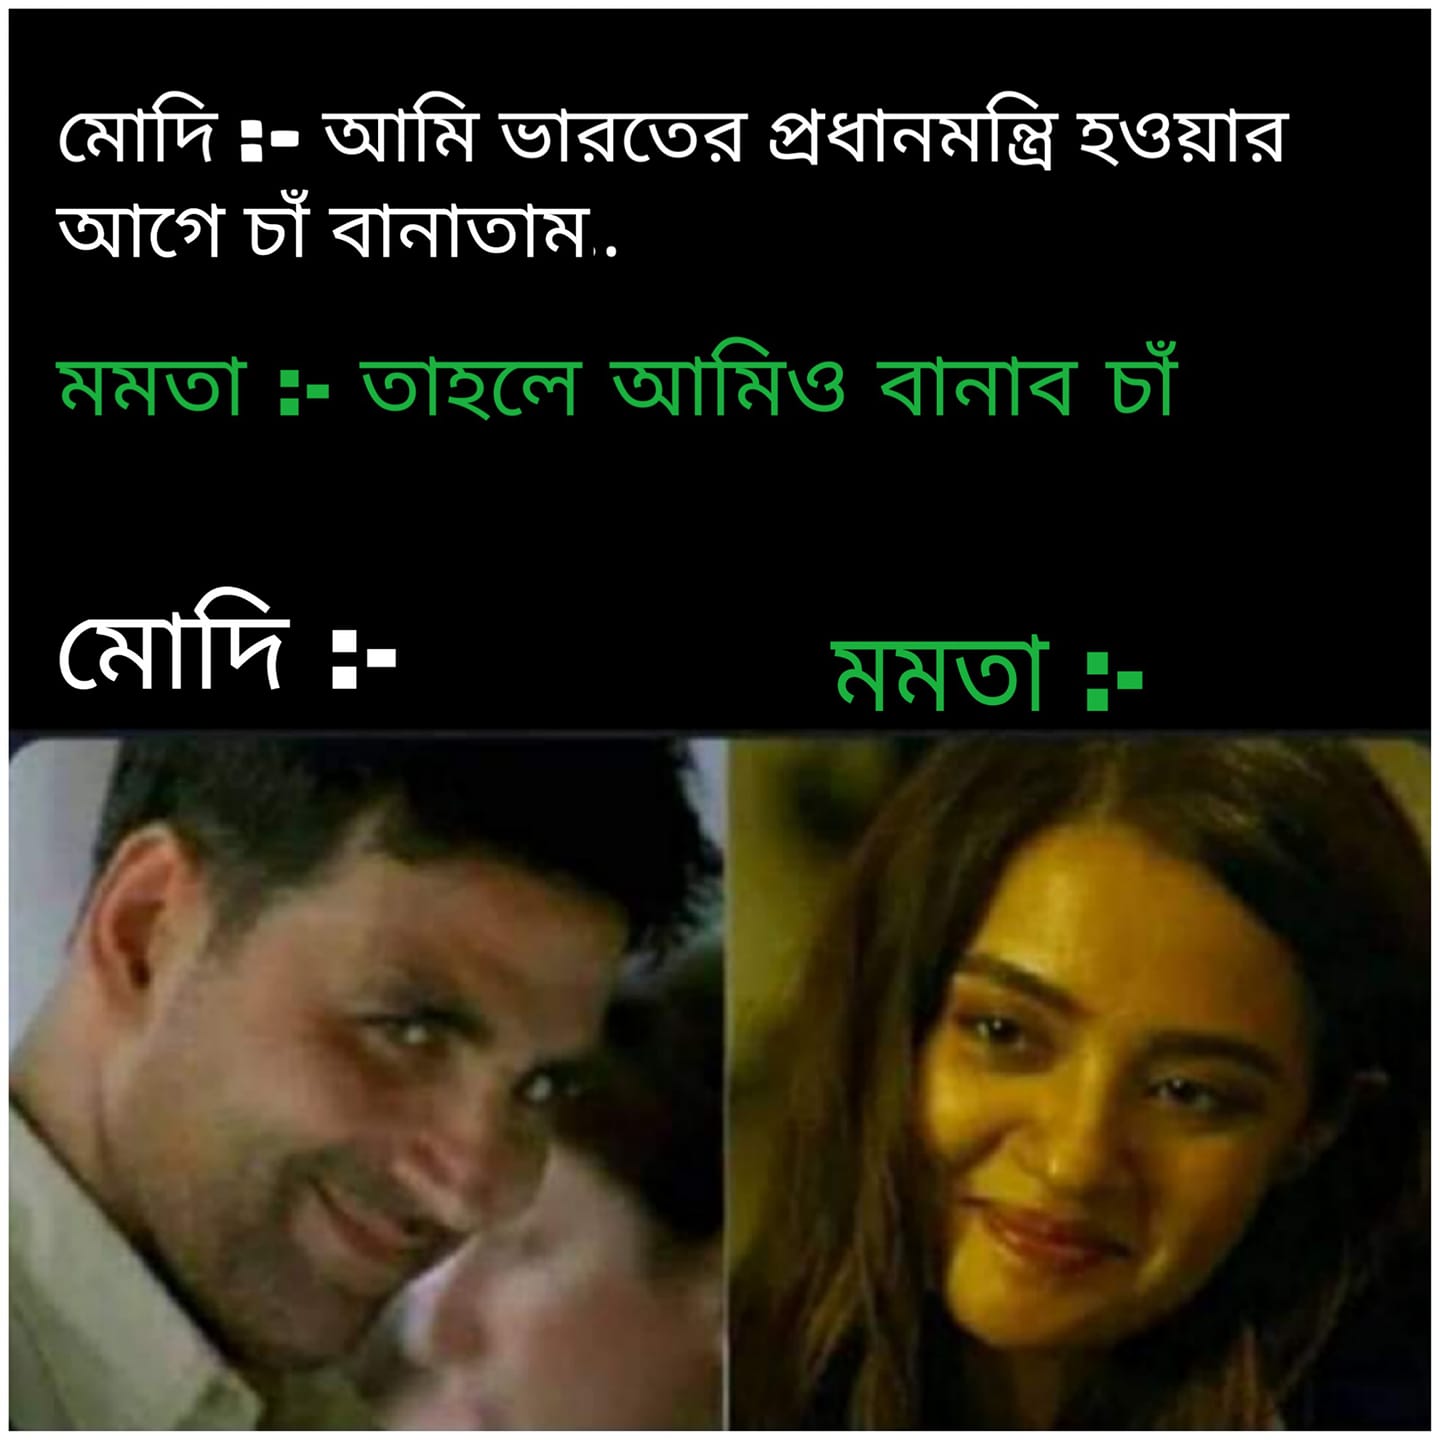 মোদি :- আমি ভারতের প্রধানমন্ত্রি হওয়ার
আগে চাঁ বানাতাম..
মমতা :- তাহলে আমিও বানাব চাঁ
মোদি :-
মমতা :-